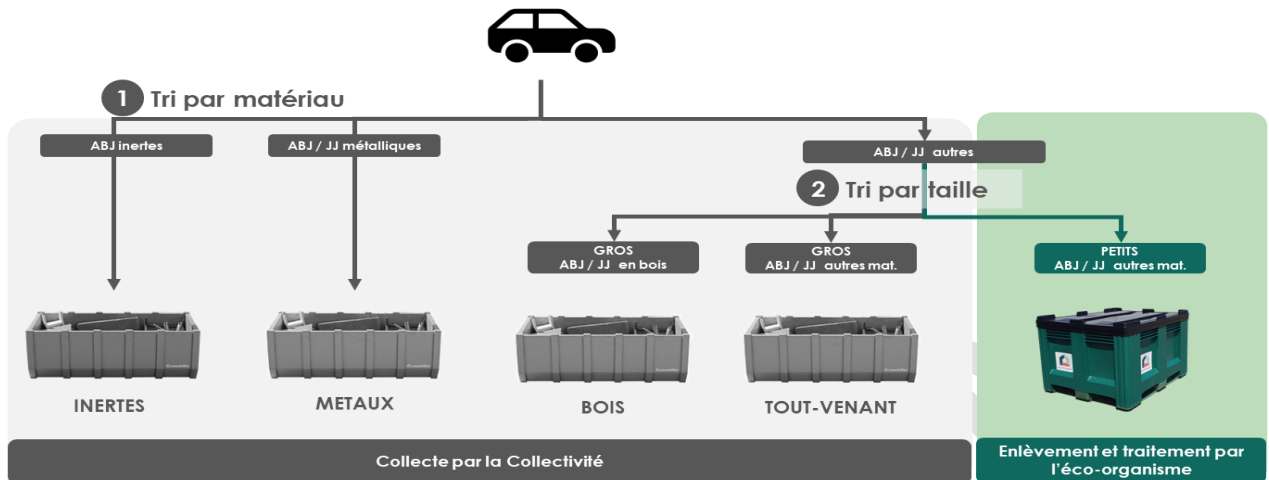 1 Tri par matériau
ABJ inertes
ABJ / JJ métalliques
ABJ / JJ autres
2 Tri par taille
GROS
ABJ / JJ en bois
GROS
ABJ / JJ autres mat.
PETITS
ABJ / JJ autres mat.
INERTES
METAUX
BOIS
TOUT-VENANT
Collecte par la Collectivité
Enlèvement et traitement par
l'éco-organisme